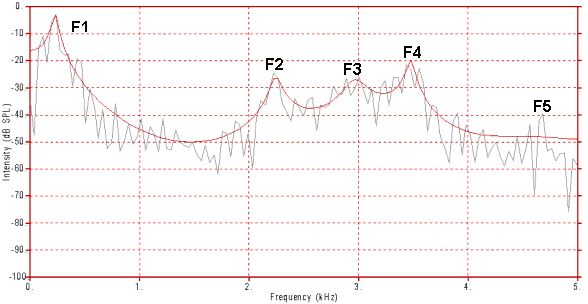 0.
-10
-20
-30
-40
-50
-60
-70
-80
-90
-100
Intensity (dB SPL)
F1
F2
F3
F4
F5
0. 1. 2. 3. 4. 5.
Frequency (kHz)